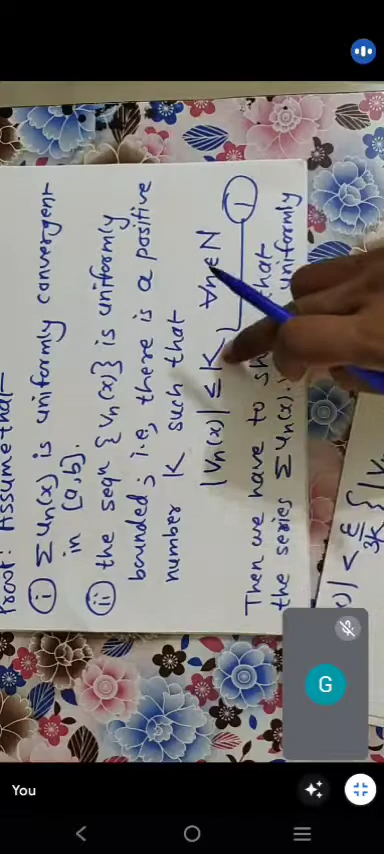 Proof: Assume that
(i) Σ un(x) is uniformly convergent
in [a,b].
(ii) the seqn {vn(x)} is uniformly
bounded; i.e, there is a positive
number K such that
|vn(x)| ≤ K, ∀ n∈N ①
Then we have to that
the series Σ un(x) uniformly
| < ε/3K {|v
G
You